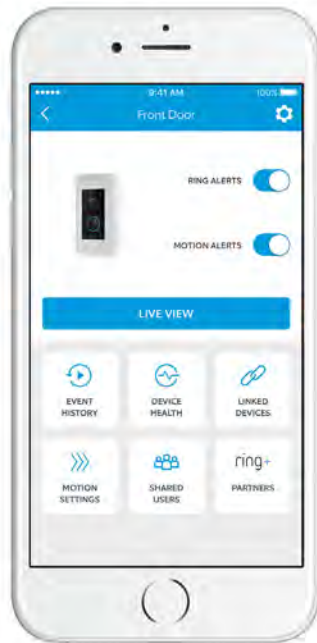 9:41 AM
100%
Front Door
RING ALERTS
MOTION ALERTS
LIVE VIEW
EVENT
HISTORY
DEVICE
HEALTH
LINKED
DEVICES
MOTION
SETTINGS
SHARED
USERS
ring+
PARTNERS